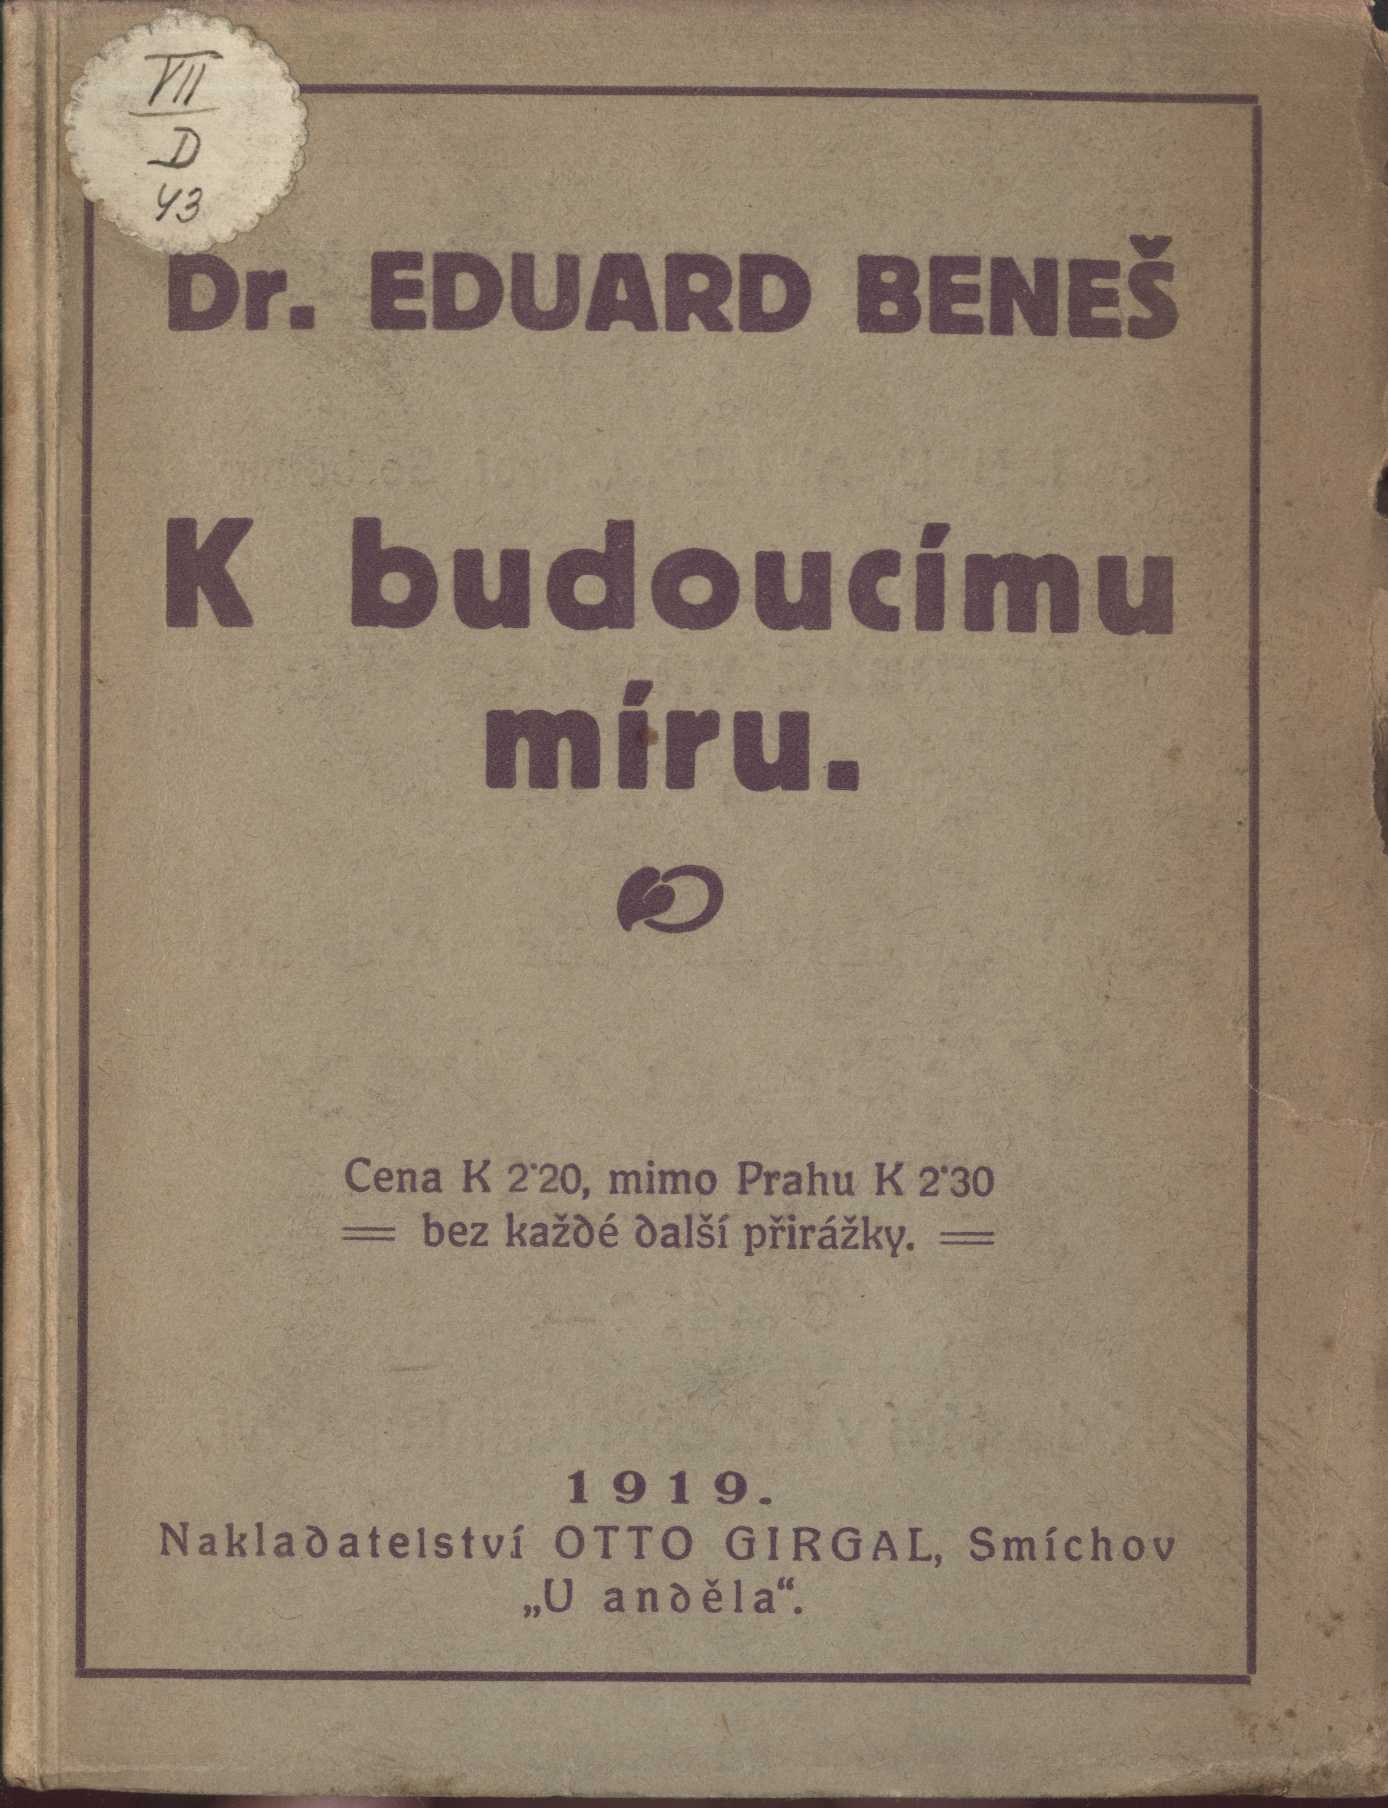 VII
D
43
Dr. EDUARD BENEŠ
K budoucímu
míru.
Cena K 2·20, mimo Prahu K 2·30
bez každé další přirážky.
1919.
Nakladatelství OTTO GIRGAL, Smíchov
„U anděla“.